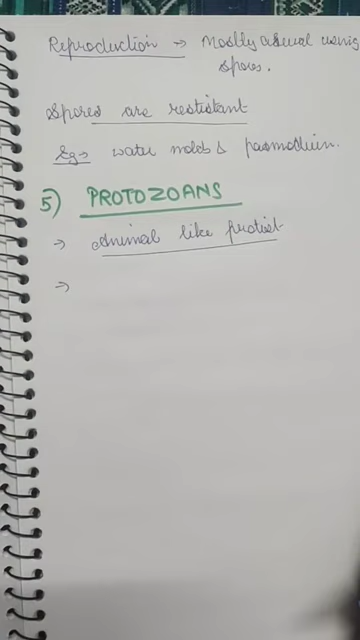 Reproduction → Mostly asexual using
spores.
Spores are resistant
Eg → water molds & plasmodium.
5) PROTOZOANS
→ Animal like protist
→